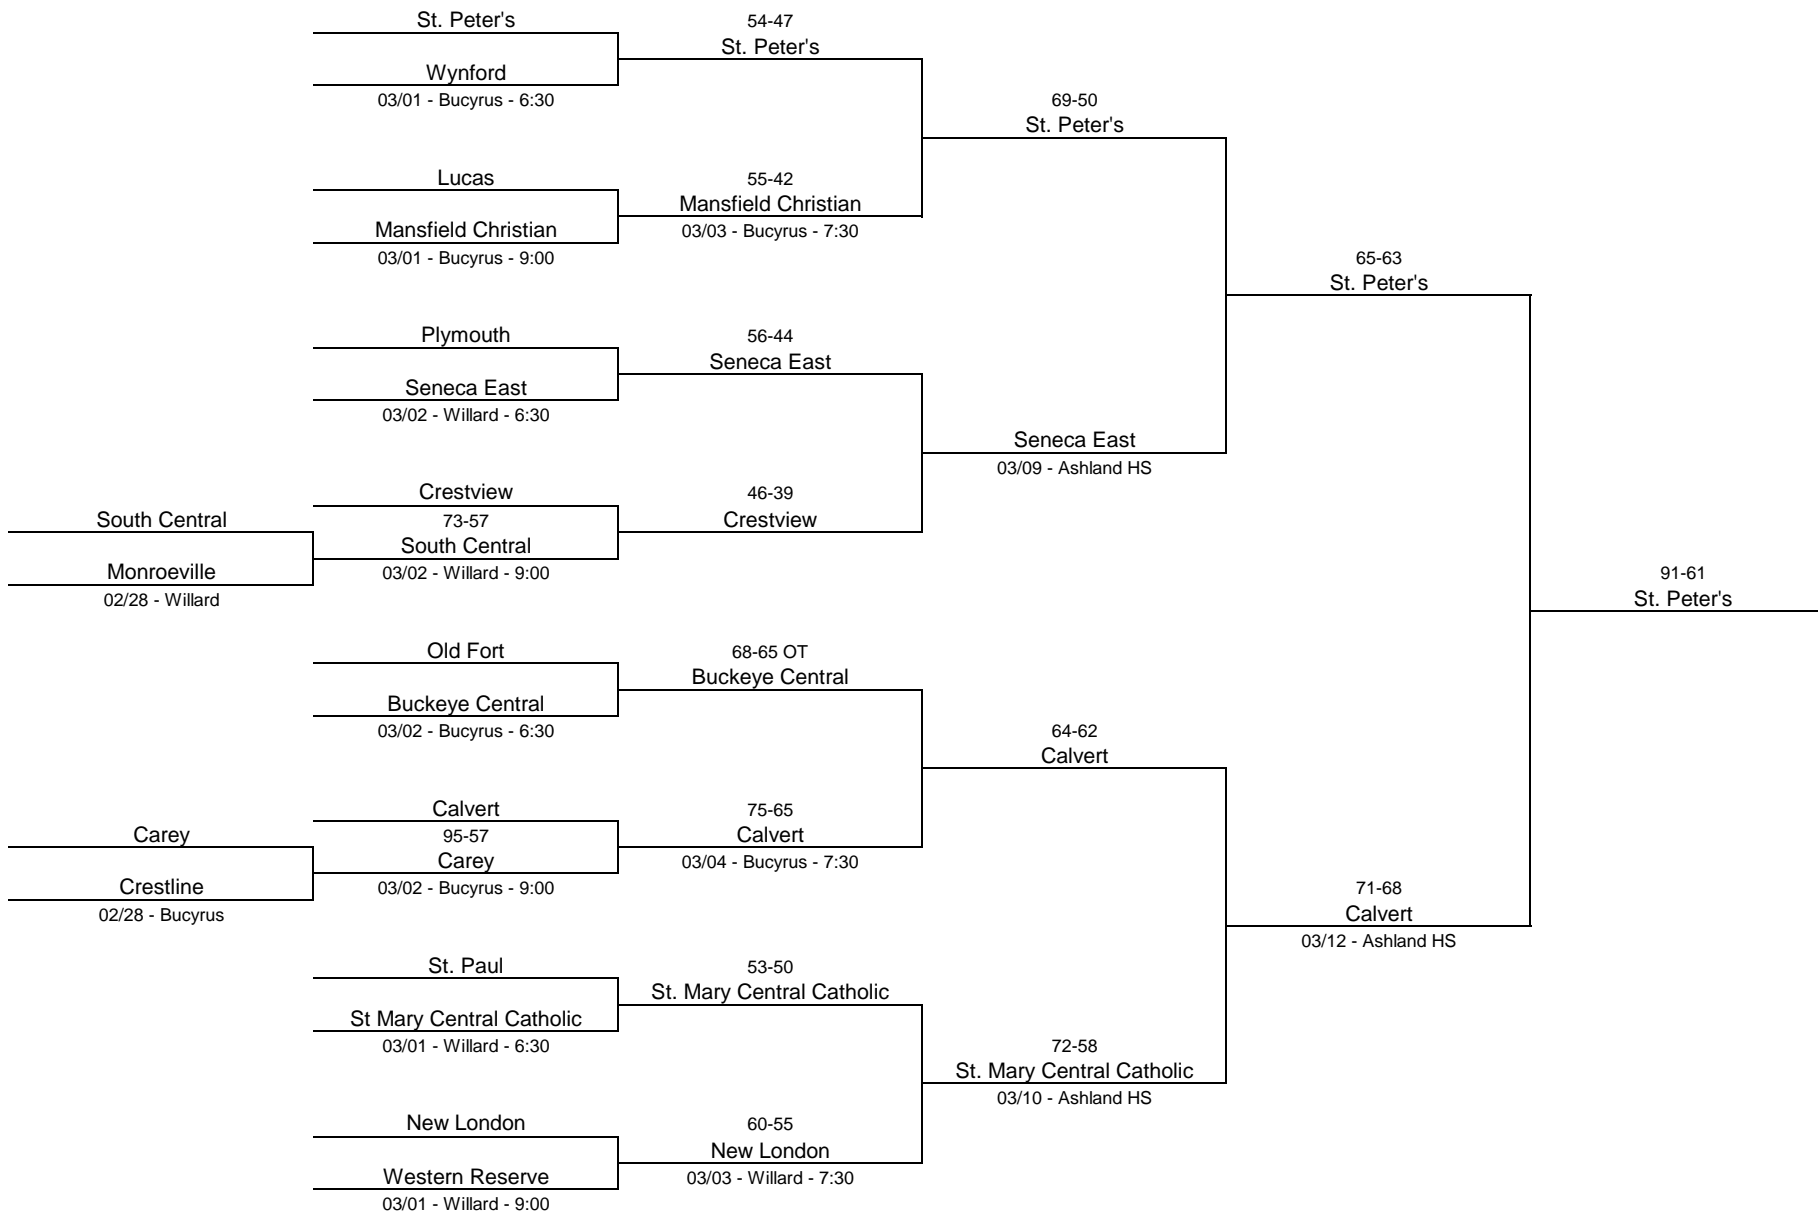 St. Peter's
Wynford
03/01 - Bucyrus - 6:30
Lucas
Mansfield Christian
03/01 - Bucyrus - 9:00
Plymouth
Seneca East
03/02 - Willard - 6:30
South Central
Monroeville
02/28 - Willard
Crestview
73-57
South Central
03/02 - Willard - 9:00
Old Fort
Buckeye Central
03/02 - Bucyrus - 6:30
Carey
Crestline
02/28 - Bucyrus
Calvert
95-57
Carey
03/02 - Bucyrus - 9:00
St. Paul
St Mary Central Catholic
03/01 - Willard - 6:30
New London
Western Reserve
03/01 - Willard - 9:00
54-47
St. Peter's
55-42
Mansfield Christian
03/03 - Bucyrus - 7:30
56-44
Seneca East
46-39
Crestview
68-65 OT
Buckeye Central
75-65
Calvert
03/04 - Bucyrus - 7:30
53-50
St. Mary Central Catholic
60-55
New London
03/03 - Willard - 7:30
69-50
St. Peter's
Seneca East
03/09 - Ashland HS
64-62
Calvert
72-58
St. Mary Central Catholic
03/10 - Ashland HS
65-63
St. Peter's
71-68
Calvert
03/12 - Ashland HS
91-61
St. Peter's